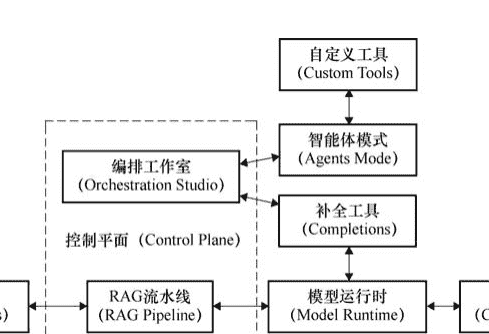 自定义工具
（Custom Tools）
智能体模式
（Agents Mode）
编排工作室
（Orchestration Studio）
补全工具
（Completions）
控制平面（Control Plane）
RAG流水线
（RAG Pipeline）
模型运行时
（Model Runtime）